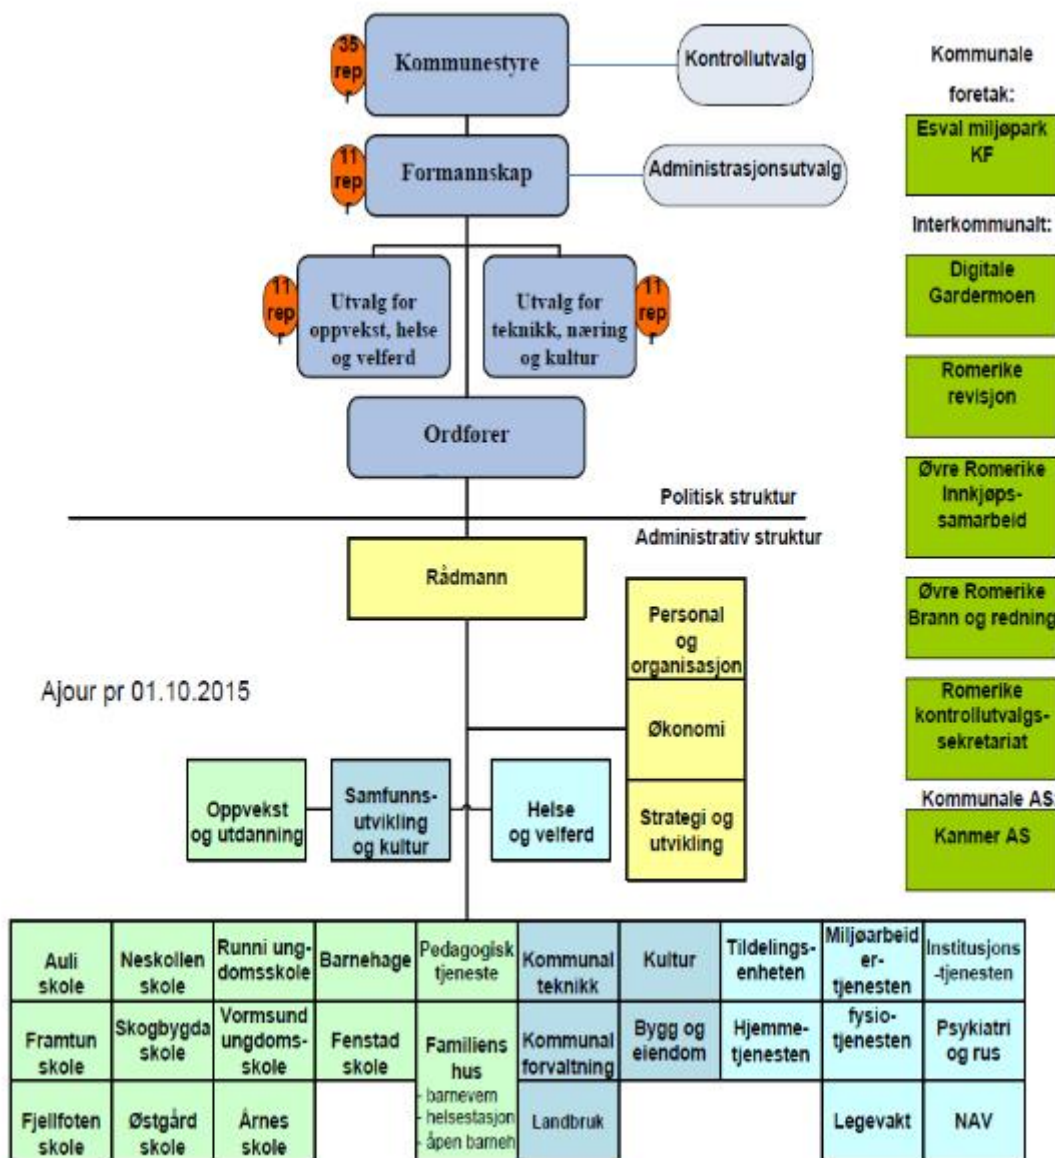 35
rep
r
Kommunestyre
Kontrollutvalg
11
rep
r
Formannskap
Administrasjonsutvalg
11
rep
r
Utvalg for
oppvekst, helse
og velferd
Utvalg for
teknikk, næring
og kultur
11
rep
r
Ordfører
Politisk struktur
Administrativ struktur
Rådmann
Personal
og
organisasjon
Økonomi
Strategi og
utvikling
Ajour pr 01.10.2015
Oppvekst
og utdanning
Samfunns-
utvikling
og kultur
Helse
og velferd
Kommunale
foretak:
Esval miljøpark
KF
Interkommunalt:
Digitale
Gardermoen
Romerike
revisjon
Øvre Romerike
Innkjøps-
samarbeid
Øvre Romerike
Brann og redning
Romerike
kontrollutvalgs-
sekretariat
Kommunale AS:
Kanmer AS
Auli
skole
Neskollen
skole
Runni ung-
domsskole
Barnehage
Pedagogisk
tjeneste
Kommunal
teknikk
Kultur
Tildelings-
enheten
Miljøarbeid
er-
tjenesten
Institusjons
-tjenesten
Framtun
skole
Skogbygda
skole
Vormsund
ungdoms-
skole
Fenstad
skole
Familiens
hus
- barnevern
- helsestasjon
- åpen barneh
Kommunal
forvaltning
Bygg og
eiendom
Hjemme-
tjenesten
fysio-
tjenesten
Psykiatri
og rus
Fjellfoten
skole
Østgård
skole
Årnes
skole
Landbruk
Legevakt
NAV